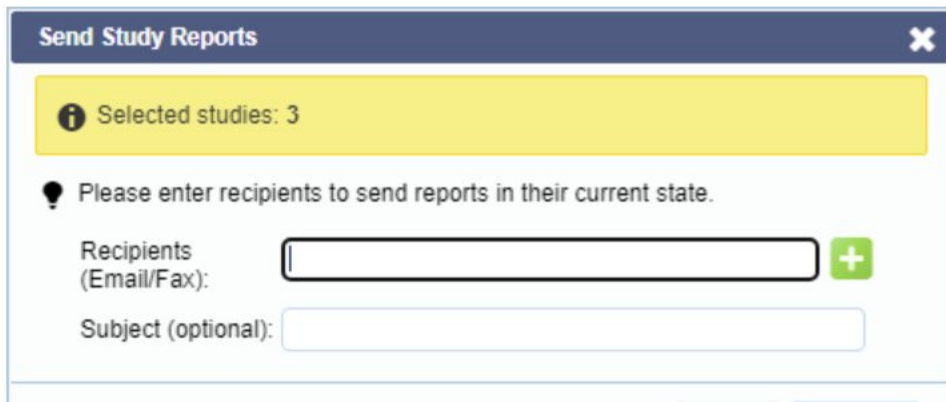 Send Study Reports
Selected studies: 3
Please enter recipients to send reports in their current state.
Recipients
(Email/Fax):
Subject (optional):